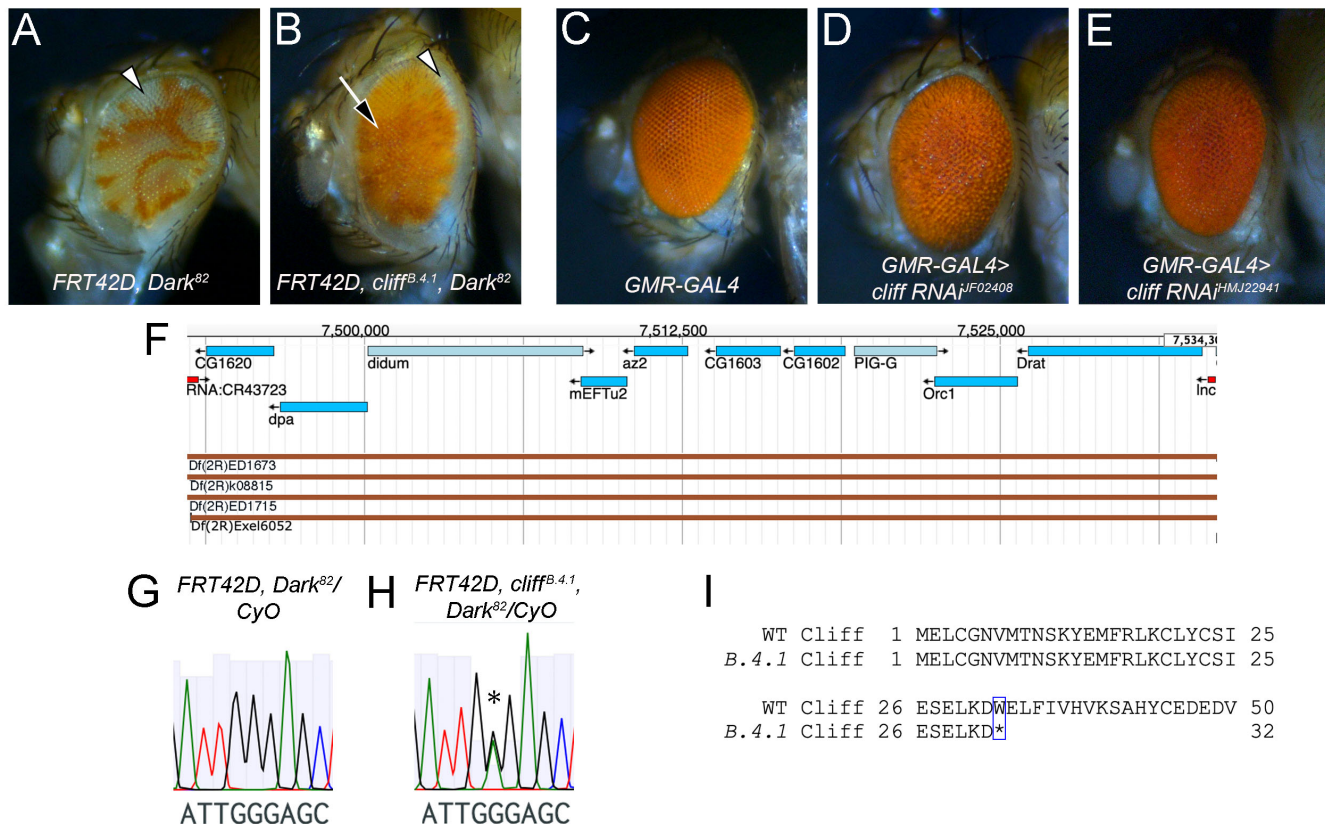 A
B
C
D
E
FRT42D, Dark82
FRT42D, cliffB.4.1, Dark82
GMR-GAL4
GMR-GAL4>
cliff RNAiJF02408
GMR-GAL4>
cliff RNAiHMJ22941
F
7,500,000
7,512,500
7,525,000
CG1620
didum
az2
CG1603
CG1602
PIG-G
Drat
RNA:CR43723
mEFTu2
Orc1
lnc
dpa
Df(2R)ED1673
Df(2R)k08815
Df(2R)ED1715
Df(2R)Exel6052
G
FRT42D, Dark82/
CyO
ATTGGGAGC
H
FRT42D, cliffB.4.1,
Dark82/CyO
*
ATTGGGAGC
I
WT Cliff 1 MELCGNVMTNSKYEMFRLKCLYCSI 25
B.4.1 Cliff 1 MELCGNVMTNSKYEMFRLKCLYCSI 25
WT Cliff 26 ESELKDWELFIVHVKSAHYCEDEDV 50
B.4.1 Cliff 26 ESELKD* 32